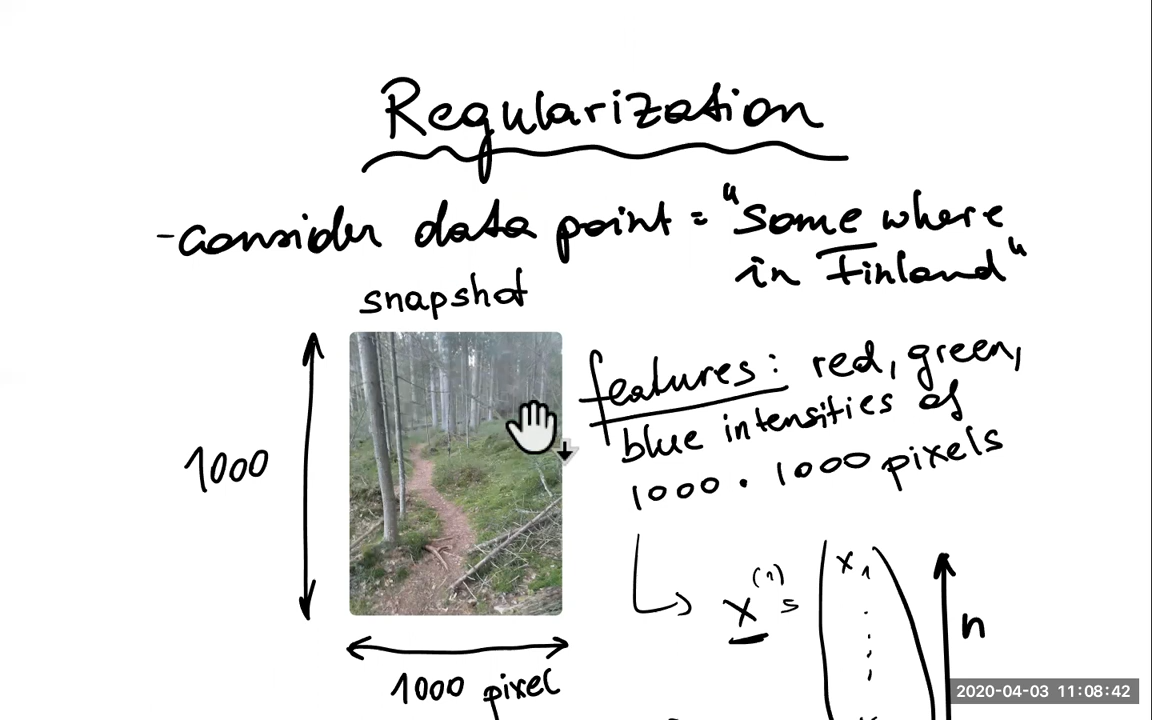 Regularization
-consider data point = "Some where
in Finland"
snapshot
features: red, green,
blue intensities of
1000 · 1000 pixels
1000
x(1) = x1
n
1000 pixel
2020-04-03 11:08:42